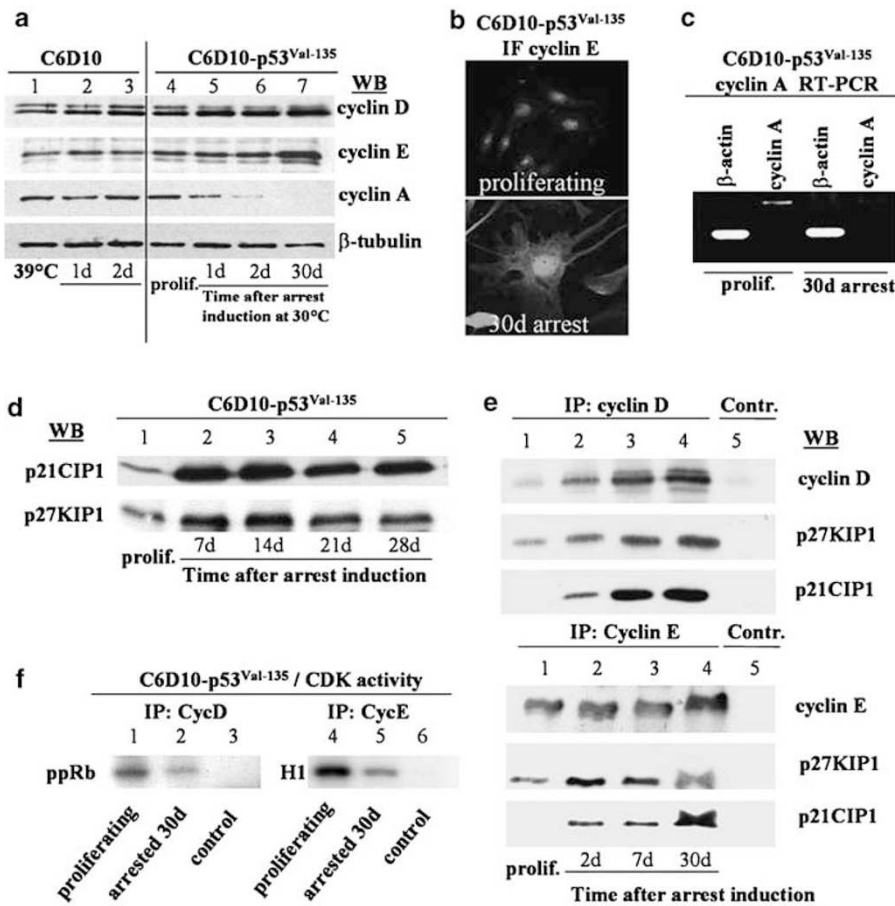 a
C6D10
C6D10-p53Val-135
1 2 3 4 5 6 7 WB
cyclin D
cyclin E
cyclin A
β-tubulin
39°C 1d 2d prolif. 1d 2d 30d
Time after arrest
induction at 30°C
b
C6D10-p53Val-135
IF cyclin E
proliferating
30d arrest
c
C6D10-p53Val-135
cyclin A RT-PCR
β-actin cyclin A β-actin cyclin A
prolif. 30d arrest
d
C6D10-p53Val-135
WB 1 2 3 4 5
p21CIP1
p27KIP1
prolif. 7d 14d 21d 28d
Time after arrest induction
e
IP: cyclin D Contr.
1 2 3 4 5 WB
cyclin D
p27KIP1
p21CIP1
IP: Cyclin E Contr.
1 2 3 4 5
cyclin E
p27KIP1
p21CIP1
prolif. 2d 7d 30d
Time after arrest induction
f
C6D10-p53Val-135 / CDK activity
IP: CycD IP: CycE
1 2 3 4 5 6
ppRb H1
proliferating arrested 30d control proliferating arrested 30d control